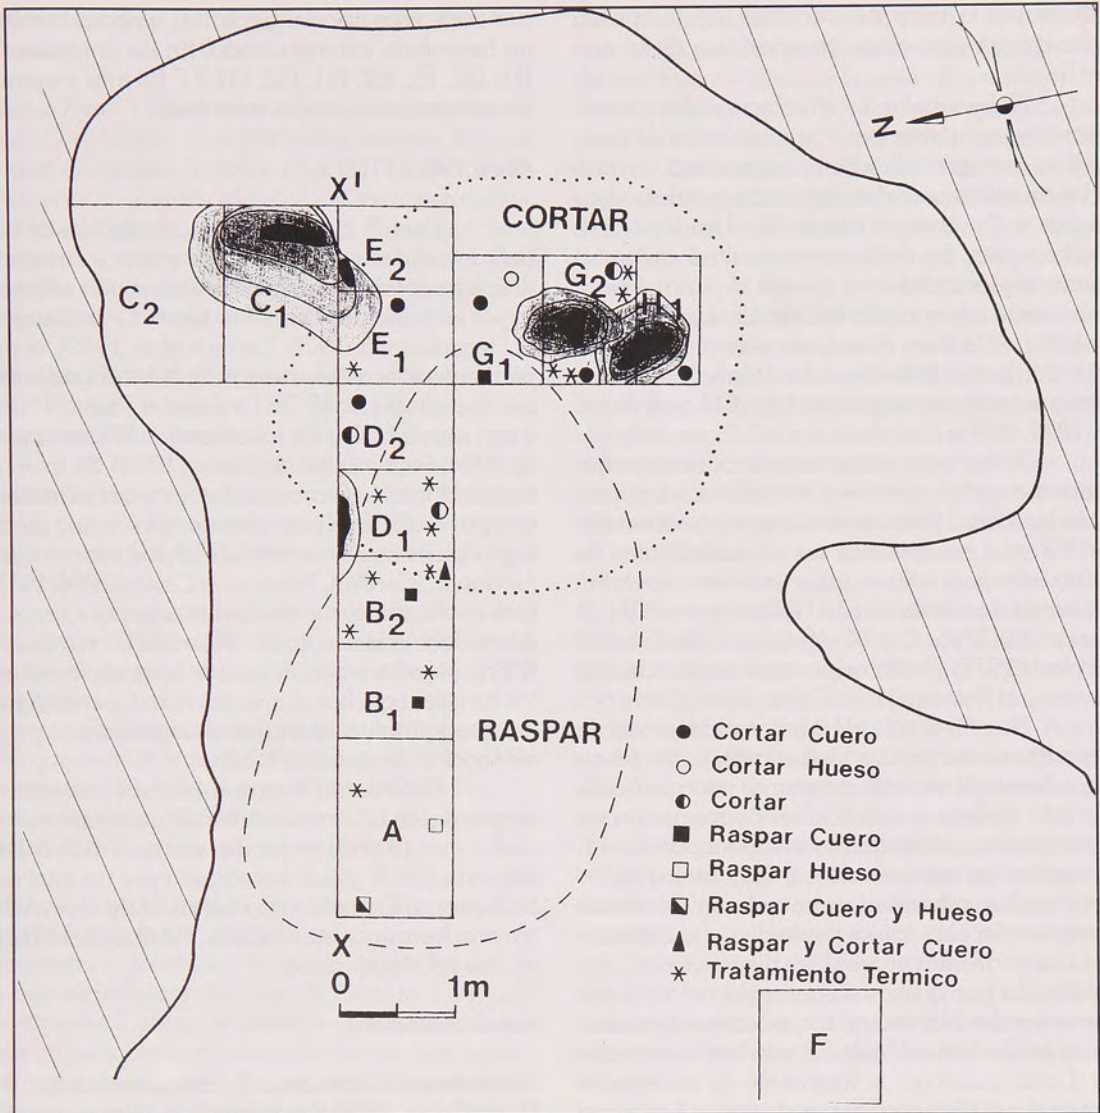 N
X'
CORTAR
E2
G2
C2
C1
H1
E1
G1
D2
D1
B2
B1
RASPAR
Cortar Cuero
Cortar Hueso
Cortar
A
Raspar Cuero
Raspar Hueso
Raspar Cuero y Hueso
Raspar y Cortar Cuero
X
Tratamiento Termico
0 1m
F